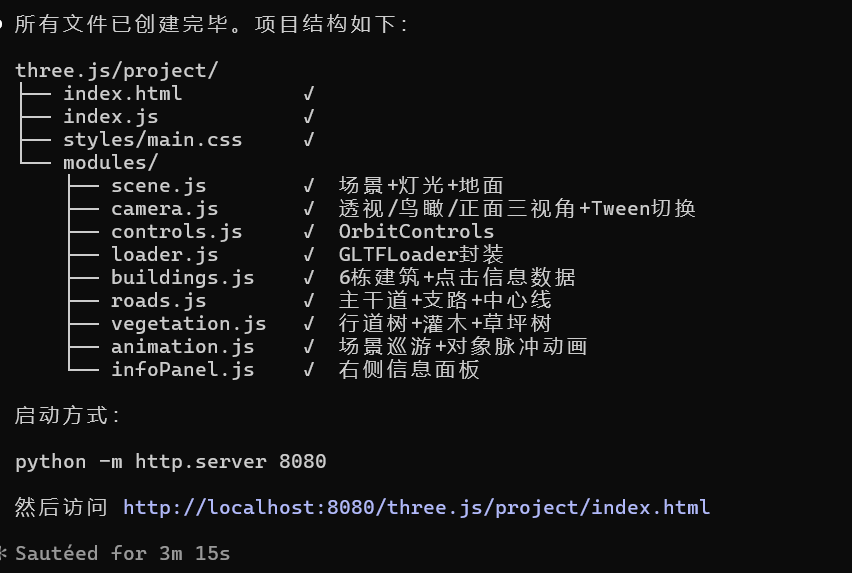 所有文件已创建完毕。项目结构如下：
three.js/project/
├── index.html ✓
├── index.js ✓
├── styles/main.css ✓
└── modules/
├── scene.js ✓ 场景+灯光+地面
├── camera.js ✓ 透视/鸟瞰/正面三视角+Tween切换
├── controls.js ✓ OrbitControls
├── loader.js ✓ GLTFLoader封装
├── buildings.js ✓ 6栋建筑+点击信息数据
├── roads.js ✓ 主干道+支路+中心线
├── vegetation.js ✓ 行道树+灌木+草坪树
├── animation.js ✓ 场景巡游+对象脉冲动画
└── infoPanel.js ✓ 右侧信息面板
启动方式：
python -m http.server 8080
然后访问 http://localhost:8080/three.js/project/index.html
* Sautéed for 3m 15s